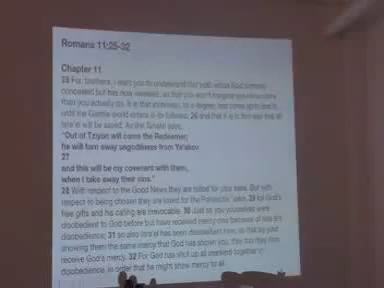 Romans 11:25-32
Chapter 11
25 For, brothers, I want you to understand this truth which God formerly
concealed but has now revealed, so that you won't imagine you know more
than you actually do. It is that stoniness, to a degree, has come upon Isra'el,
until the Gentile world enters in its fullness; 26 and that it is in this way that all
Isra'el will be saved. As the Tanakh says,
"Out of Tziyon will come the Redeemer;
he will turn away ungodliness from Ya'akov
27
and this will be my covenant with them,
when I take away their sins."
28 With respect to the Good News they are hated for your sake. But with
respect to being chosen they are loved for the Patriarchs' sake, 29 for God's
free gifts and his calling are irrevocable. 30 Just as you yourselves were
disobedient to God before but have received mercy now because of Isra'el's
disobedience; 31 so also Isra'el has been disobedient now, so that by your
showing them the same mercy that God has shown you, they too may now
receive God's mercy. 32 For God has shut up all mankind together in
disobedience, in order that he might show mercy to all.